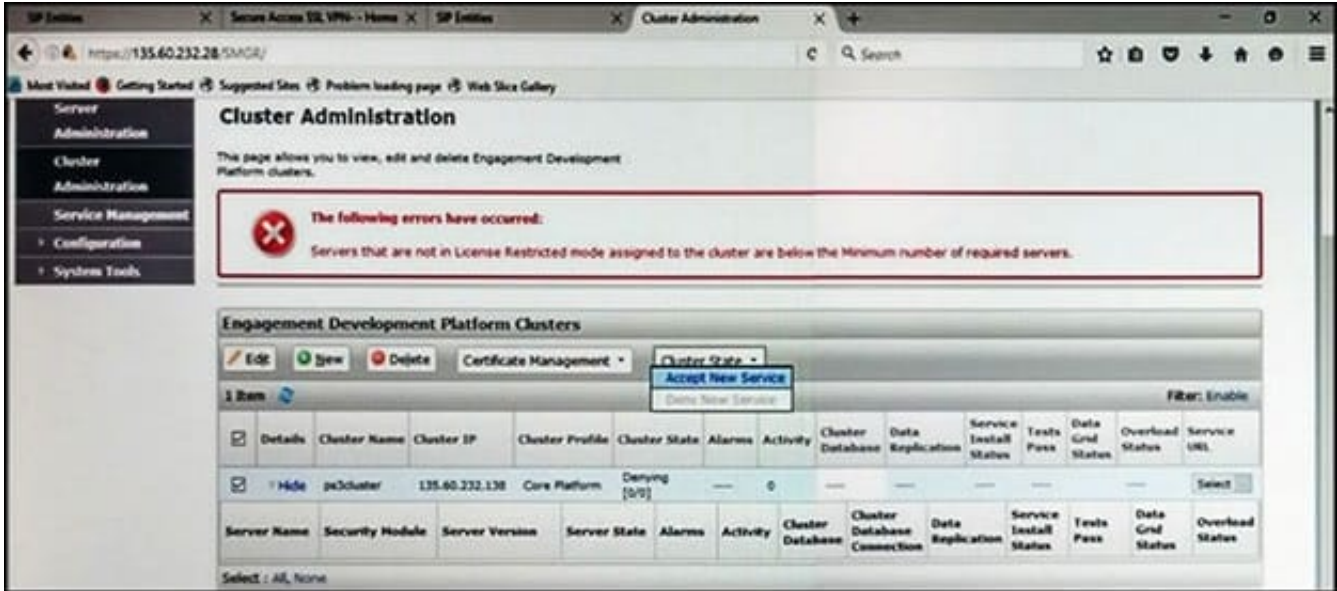 SIP Entities Secure Access SSL VPN- - Home SIP Entities Cluster Administration
https://135.60.232.28/SMGR/ Search
Most Visited Getting Started Suggested Sites Problem loading page Web Slice Gallery
Server
Administration
Cluster
Administration
Service Management
Configuration
System Tools
Cluster Administration
This page allows you to view, edit and delete Engagement Development
Platform clusters.
The following errors have occurred:
Servers that are not in License Restricted mode assigned to the cluster are below the Minimum number of required servers.
Engagement Development Platform Clusters
Edit New Delete Certificate Management Cluster State
Accept New Service
Deny New Service
1 Item Filter: Enable
Details Cluster Name Cluster IP Cluster Profile Cluster State Alarms Activity Cluster Database Data Replication Service Install Status Tests Pass Data Grid Status Overload Status Service URL
Hide ps3cluster 135.60.232.138 Core Platform Denying [0/0] ---- 0 ---- ---- ---- ---- ---- Select
Server Name Security Module Server Version Server State Alarms Activity Cluster Database Cluster Database Connection Data Replication Service Install Status Tests Pass Data Grid Status Overload Status
Select : All, None